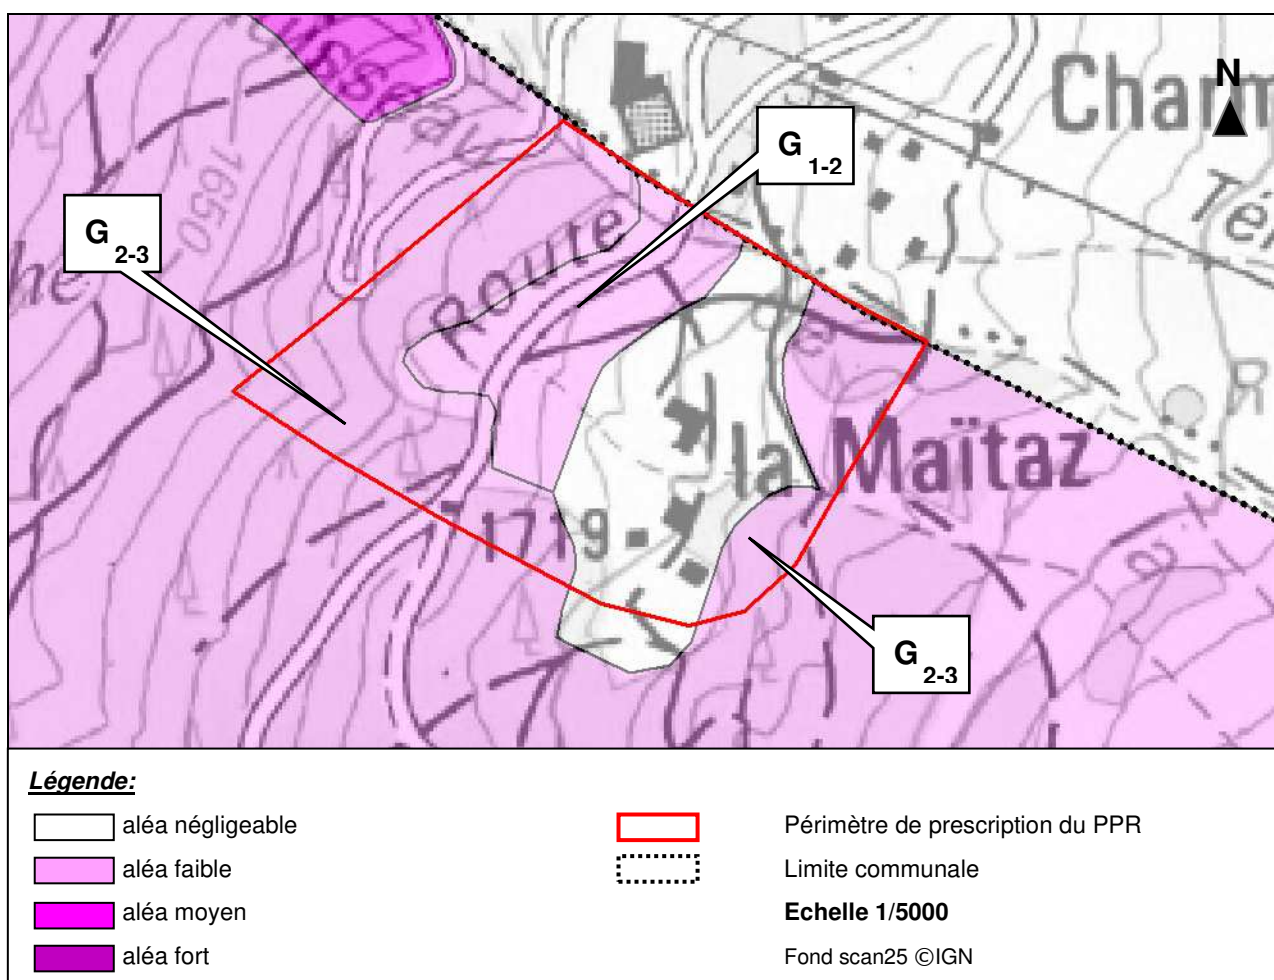 Charm
N
G 1-2
G 2-3
1650
Route
la Maïtaz
1719
R
G 2-3
Légende:
aléa négligeable
aléa faible
aléa moyen
aléa fort
Périmètre de prescription du PPR
Limite communale
Echelle 1/5000
Fond scan25 ©IGN